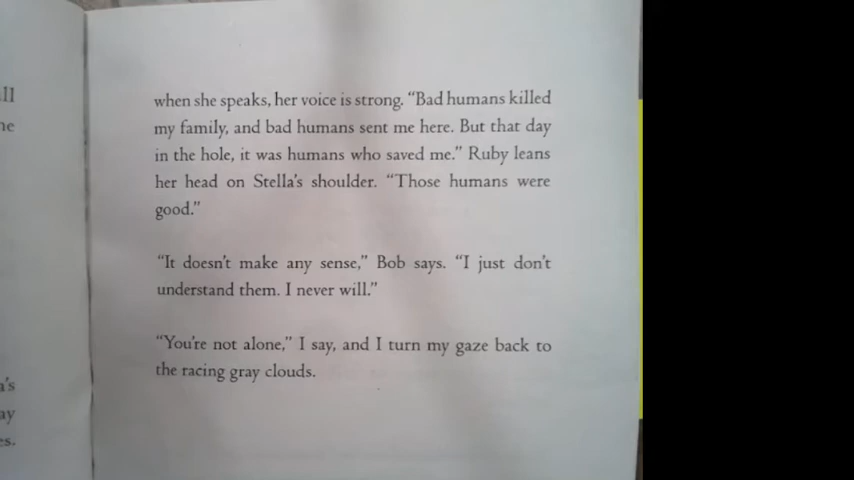 when she speaks, her voice is strong. “Bad humans killed
my family, and bad humans sent me here. But that day
in the hole, it was humans who saved me.” Ruby leans
her head on Stella’s shoulder. “Those humans were
good.”
“It doesn’t make any sense,” Bob says. “I just don’t
understand them. I never will.”
“You’re not alone,” I say, and I turn my gaze back to
the racing gray clouds.